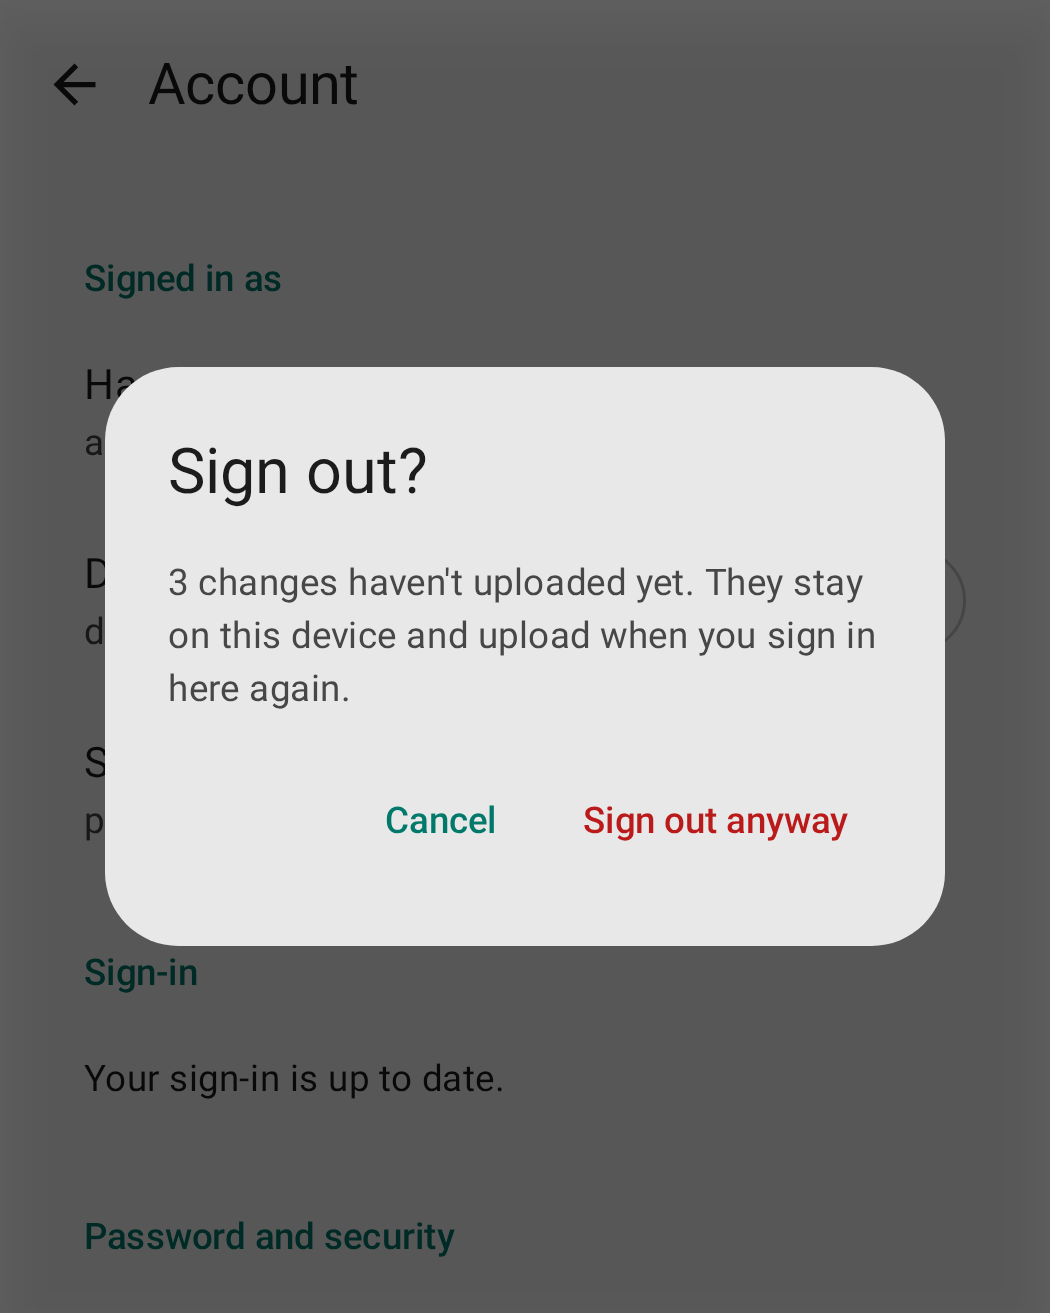 Account
Signed in as
Sign out?
3 changes haven't uploaded yet. They stay
on this device and upload when you sign in
here again.
Cancel Sign out anyway
Sign-in
Your sign-in is up to date.
Password and security